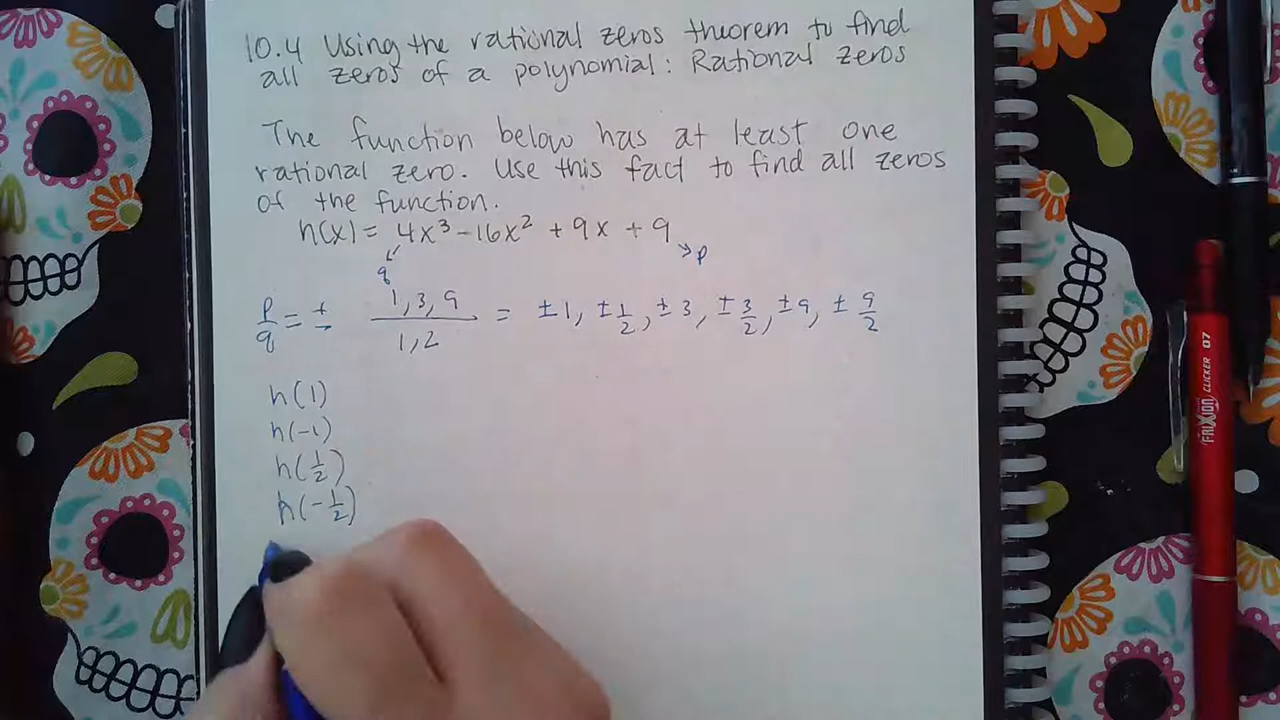 10.4 Using the rational zeros theorem to find
all zeros of a polynomial: Rational zeros
The function below has at least one
rational zero. Use this fact to find all zeros
of the function.
h(x) = 4x³ - 16x² + 9x + 9
q
p
p/q = ± 1, 3, 9 / 1, 2 = ±1, ±1/2, ±3, ±3/2, ±9, ±9/2
h(1)
h(-1)
h(1/2)
h(-1/2)
FRIXION CLICKER 07